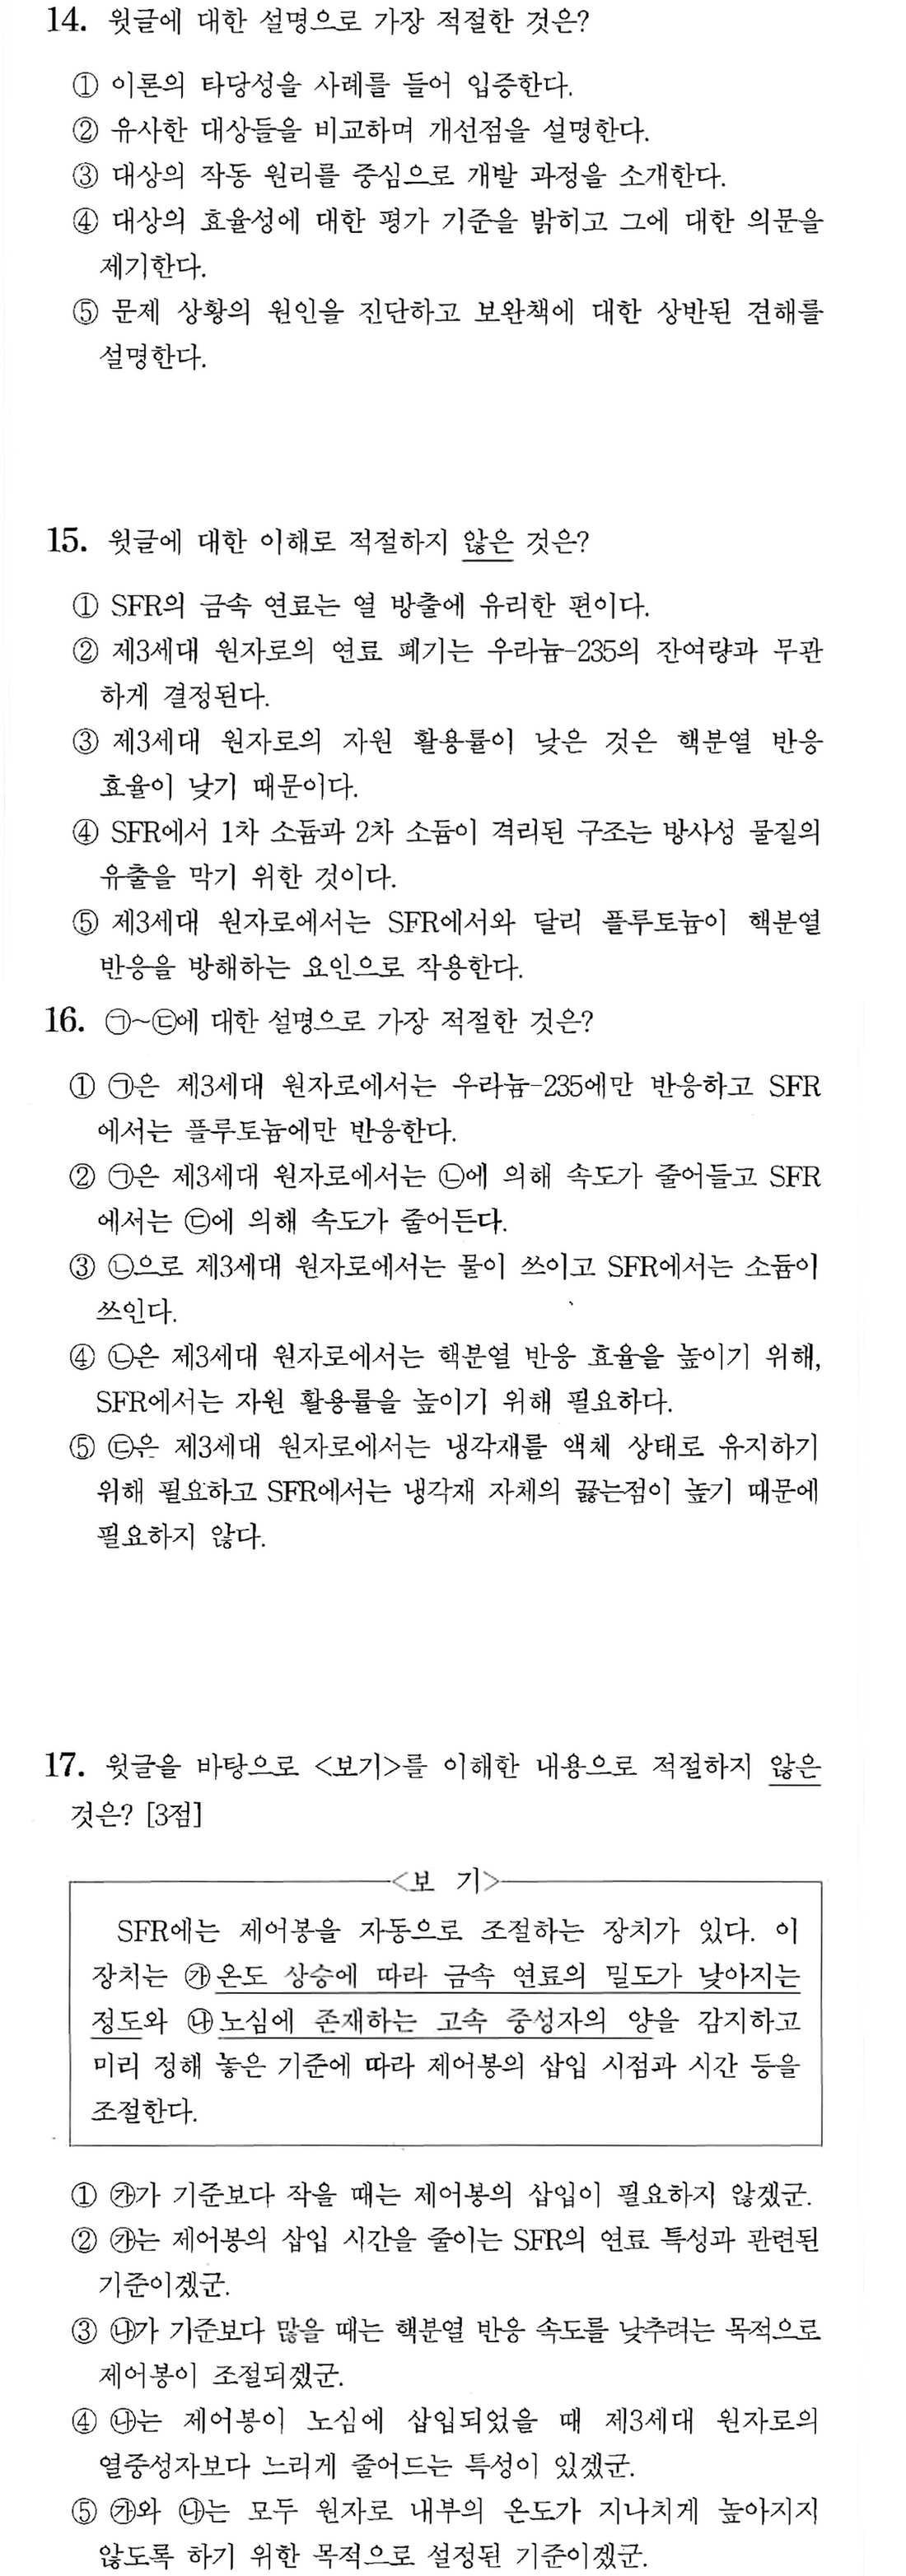 14. 윗글에 대한 설명으로 가장 적절한 것은?
① 이론의 타당성을 사례를 들어 입증한다.
② 유사한 대상들을 비교하며 개선점을 설명한다.
③ 대상의 작동 원리를 중심으로 개발 과정을 소개한다.
④ 대상의 효율성에 대한 평가 기준을 밝히고 그에 대한 의문을
제기한다.
⑤ 문제 상황의 원인을 진단하고 보완책에 대한 상반된 견해를
설명한다.
15. 윗글에 대한 이해로 적절하지 않은 것은?
① SFR의 금속 연료는 열 방출에 유리한 편이다.
② 제3세대 원자로의 연료 폐기는 우라늄-235의 잔여량과 무관
하게 결정된다.
③ 제3세대 원자로의 자원 활용률이 낮은 것은 핵분열 반응
효율이 낮기 때문이다.
④ SFR에서 1차 소듐과 2차 소듐이 격리된 구조는 방사성 물질의
유출을 막기 위한 것이다.
⑤ 제3세대 원자로에서는 SFR에서와 달리 플루토늄이 핵분열
반응을 방해하는 요인으로 작용한다.
16. ㉠~㉢에 대한 설명으로 가장 적절한 것은?
① ㉠은 제3세대 원자로에서는 우라늄-235에만 반응하고 SFR
에서는 플루토늄에만 반응한다.
② ㉠은 제3세대 원자로에서는 ㉡에 의해 속도가 줄어들고 SFR
에서는 ㉢에 의해 속도가 줄어든다.
③ ㉡으로 제3세대 원자로에서는 물이 쓰이고 SFR에서는 소듐이
쓰인다.
④ ㉡은 제3세대 원자로에서는 핵분열 반응 효율을 높이기 위해,
SFR에서는 자원 활용률을 높이기 위해 필요하다.
⑤ ㉢은 제3세대 원자로에서는 냉각재를 액체 상태로 유지하기
위해 필요하고 SFR에서는 냉각재 자체의 끓는점이 높기 때문에
필요하지 않다.
17. 윗글을 바탕으로 <보기>를 이해한 내용으로 적절하지 않은
것은? [3점]
<보 기>
SFR에는 제어봉을 자동으로 조절하는 장치가 있다. 이
장치는 ㉮온도 상승에 따라 금속 연료의 밀도가 낮아지는
정도와 ㉯노심에 존재하는 고속 중성자의 양을 감지하고
미리 정해 놓은 기준에 따라 제어봉의 삽입 시점과 시간 등을
조절한다.
① ㉮가 기준보다 작을 때는 제어봉의 삽입이 필요하지 않겠군.
② ㉮는 제어봉의 삽입 시간을 줄이는 SFR의 연료 특성과 관련된
기준이겠군.
③ ㉯가 기준보다 많을 때는 핵분열 반응 속도를 낮추려는 목적으로
제어봉이 조절되겠군.
④ ㉯는 제어봉이 노심에 삽입되었을 때 제3세대 원자로의
열중성자보다 느리게 줄어드는 특성이 있겠군.
⑤ ㉮와 ㉯는 모두 원자로 내부의 온도가 지나치게 높아지지
않도록 하기 위한 목적으로 설정된 기준이겠군.